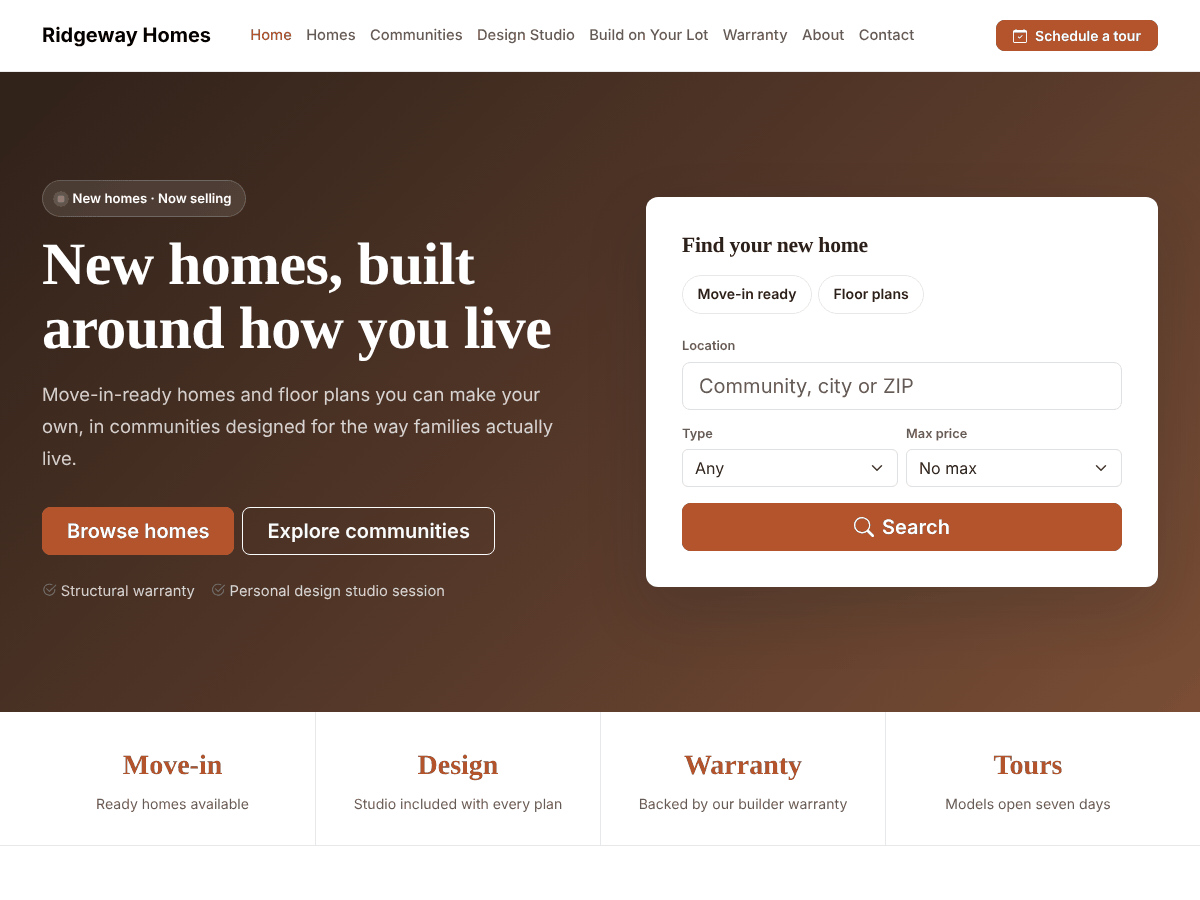 Ridgeway Homes Home Homes Communities Design Studio Build on Your Lot Warranty About Contact Schedule a tour
New homes · Now selling
New homes, built
around how you live
Move-in-ready homes and floor plans you can make your
own, in communities designed for the way families actually
live.
Browse homes Explore communities
Structural warranty Personal design studio session
Find your new home
Move-in ready Floor plans
Location
Community, city or ZIP
Type Max price
Any No max
Search
Move-in
Ready homes available
Design
Studio included with every plan
Warranty
Backed by our builder warranty
Tours
Models open seven days